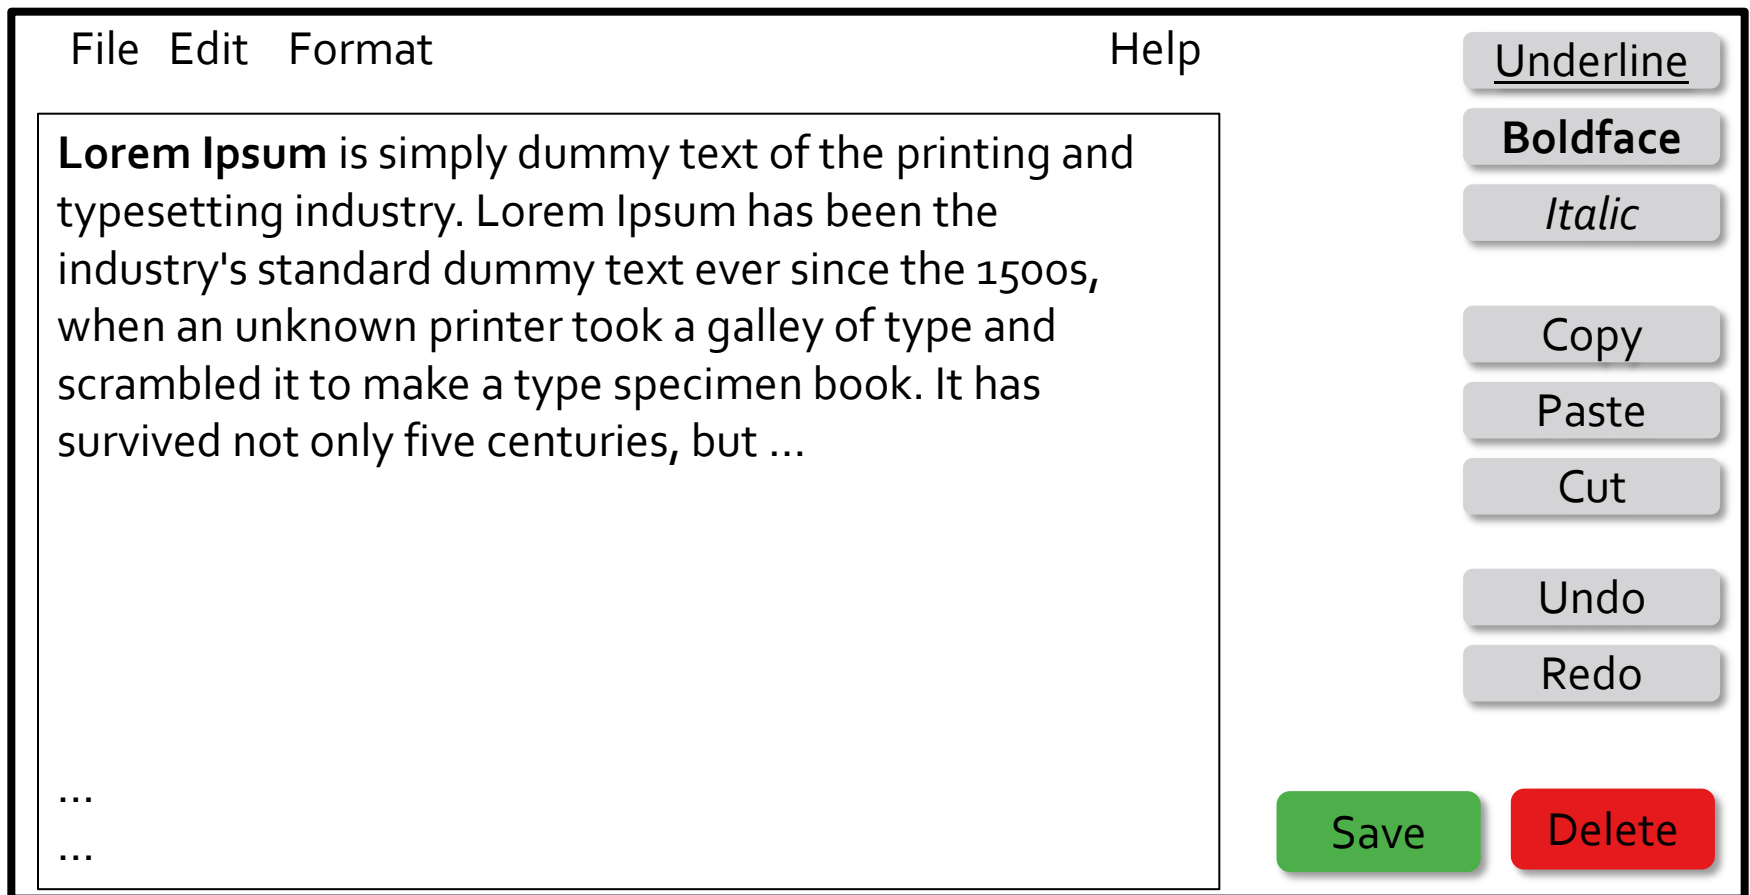 File Edit Format Help
Lorem Ipsum is simply dummy text of the printing and
typesetting industry. Lorem Ipsum has been the
industry's standard dummy text ever since the 1500s,
when an unknown printer took a galley of type and
scrambled it to make a type specimen book. It has
survived not only five centuries, but ...
...
...
Underline
Boldface
Italic
Copy
Paste
Cut
Undo
Redo
Save Delete